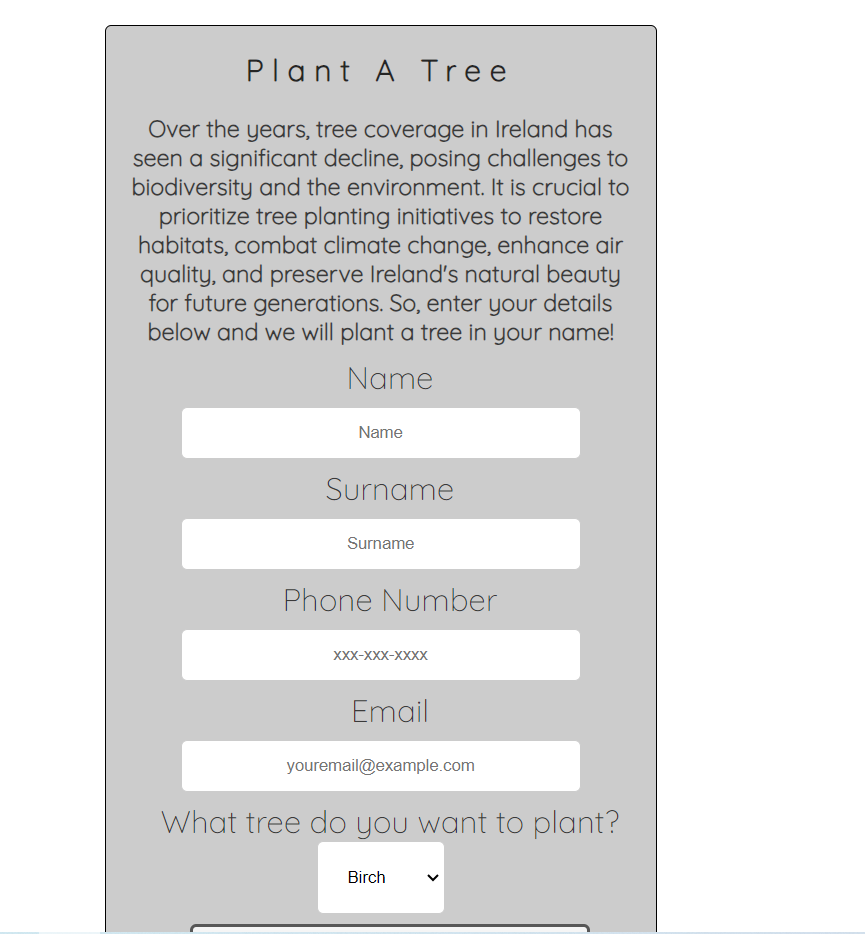 Plant A Tree
Over the years, tree coverage in Ireland has
seen a significant decline, posing challenges to
biodiversity and the environment. It is crucial to
prioritize tree planting initiatives to restore
habitats, combat climate change, enhance air
quality, and preserve Ireland's natural beauty
for future generations. So, enter your details
below and we will plant a tree in your name!
Name
Name
Surname
Surname
Phone Number
xxx-xxx-xxxx
Email
youremail@example.com
What tree do you want to plant?
Birch